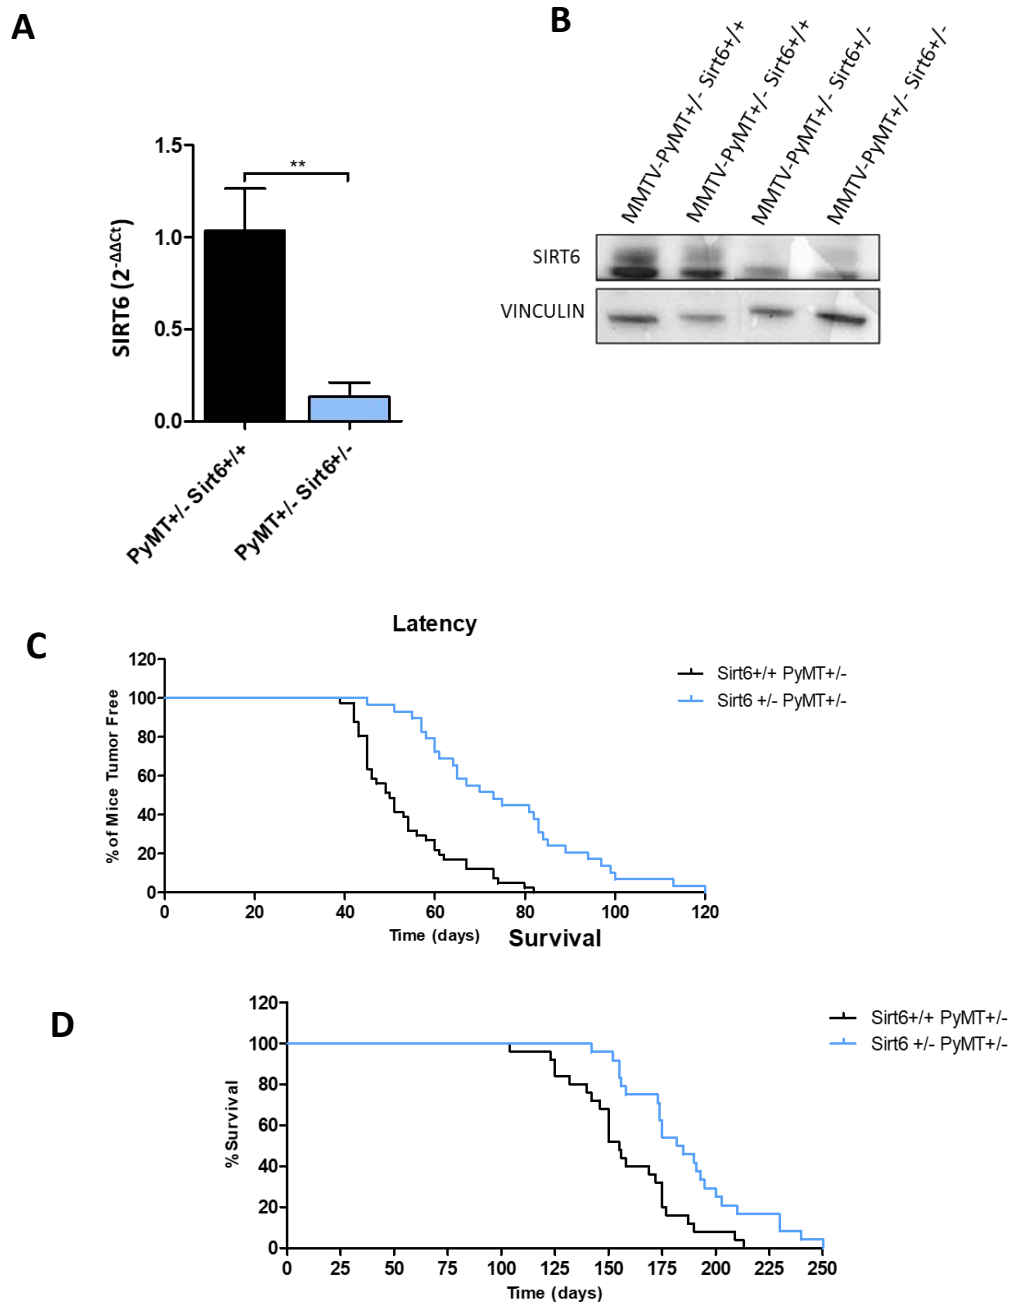 A
SIRT6 (2^-ΔΔCt)
1.5
1.0
0.5
0.0
**
PyMT+/- Sirt6+/+
PyMT+/- Sirt6+/-
B
MMTV-PyMT+/- Sirt6+/+
MMTV-PyMT+/- Sirt6+/+
MMTV-PyMT+/- Sirt6+/-
MMTV-PyMT+/- Sirt6+/-
SIRT6
VINCULIN
C
Latency
% of Mice Tumor Free
120
100
80
60
40
20
0
0 20 40 60 80 100 120
Time (days)
Sirt6+/+ PyMT+/-
Sirt6 +/- PyMT+/-
D
Survival
% Survival
120
100
80
60
40
20
0
0 25 50 75 100 125 150 175 200 225 250
Time (days)
Sirt6+/+ PyMT+/-
Sirt6 +/- PyMT+/-